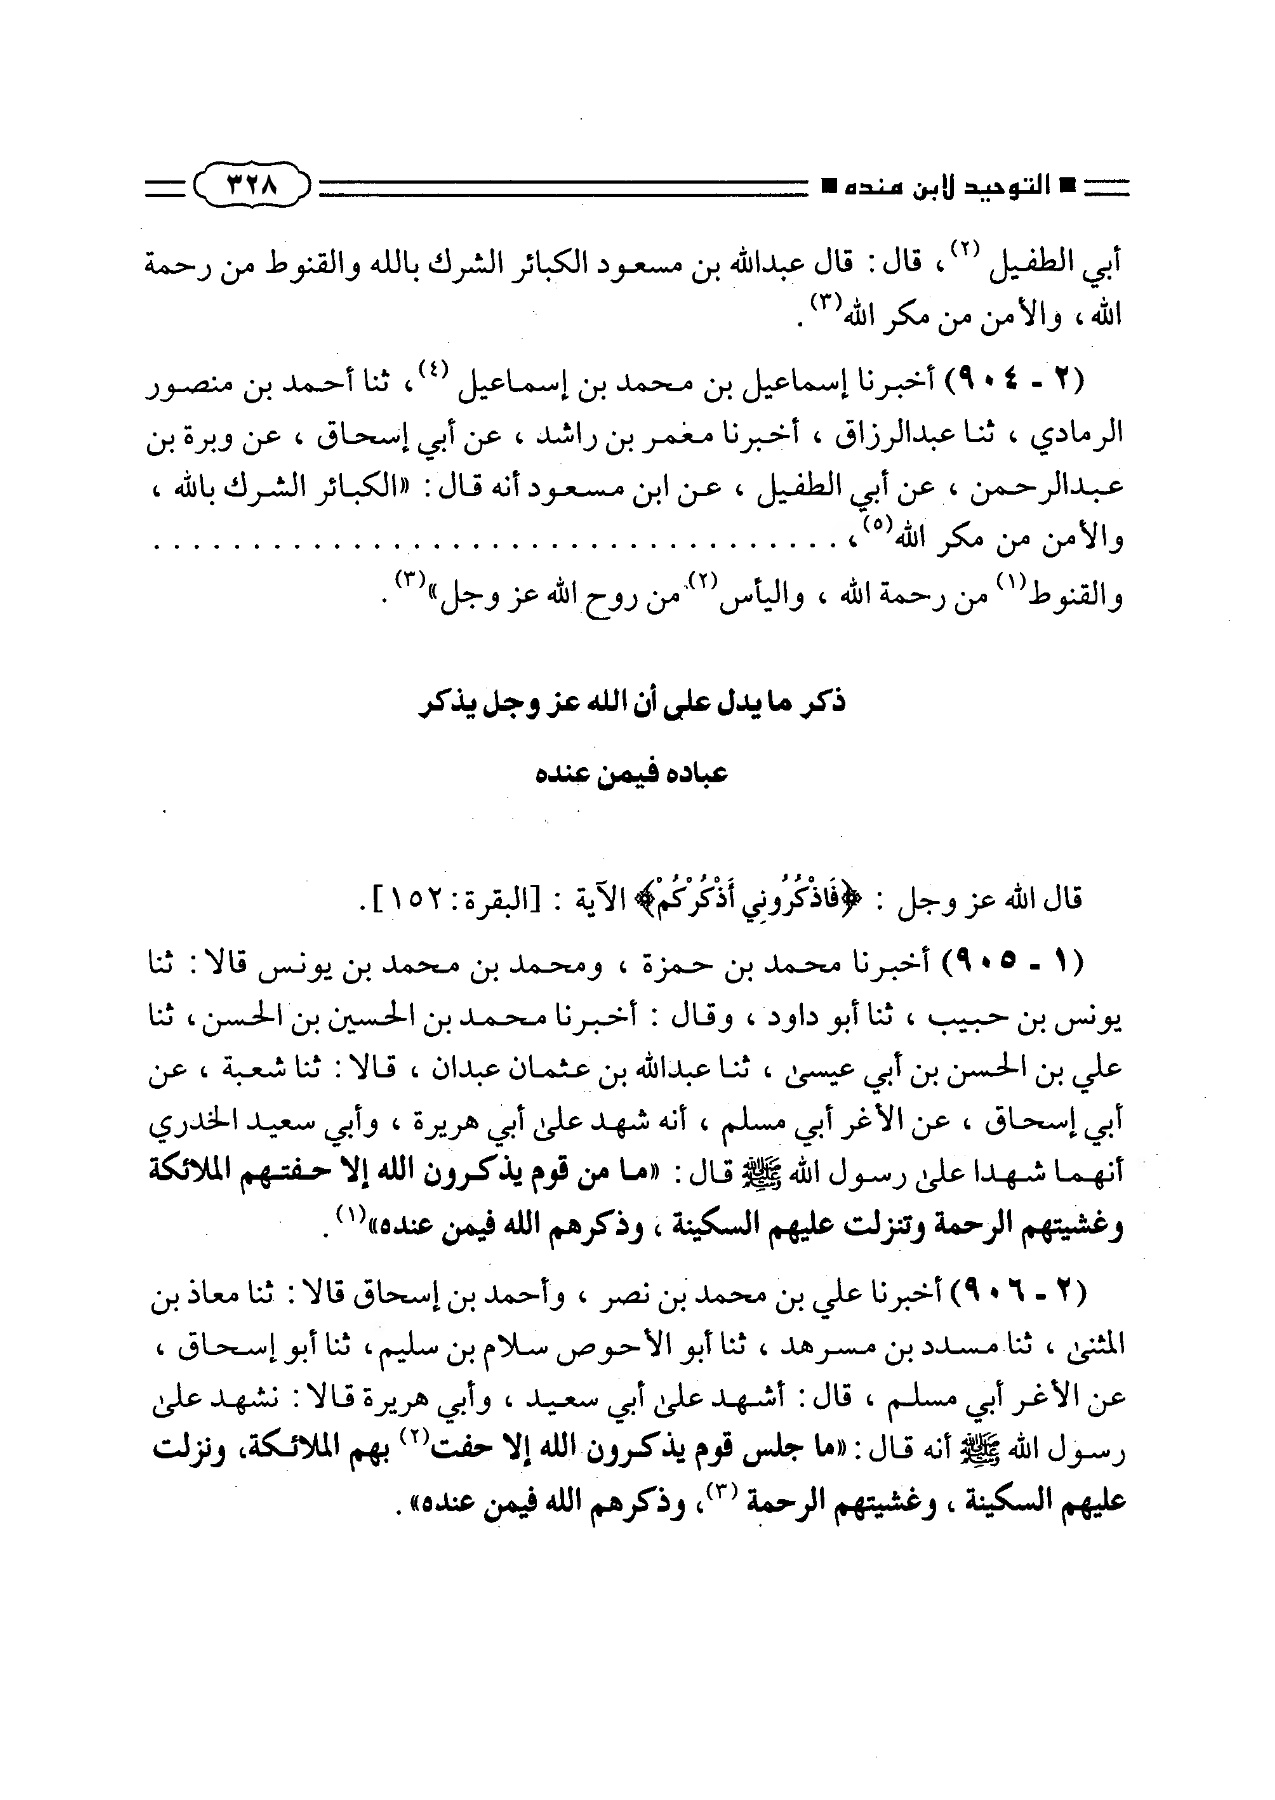 ■ التوحيد لابن منده ■ ٣٢٨
أبي الطفيل (٢)، قال: قال عبدالله بن مسعود الكبائر الشرك بالله والقنوط من رحمة
الله، والأمن من مكر الله(٣).
(٢ - ٩٠٤) أخبرنا إسماعيل بن محمد بن إسماعيل (٤)، ثنا أحمد بن منصور
الرمادي، ثنا عبدالرزاق، أخبرنا معمر بن راشد، عن أبي إسحاق، عن وبرة بن
عبدالرحمن، عن أبي الطفيل، عن ابن مسعود أنه قال: «الكبائر الشرك بالله،
والأمن من مكر الله(٥)، . . . . . . . . . . . . . . . . . . . . . . . . . . . . . . . . . . .
والقنوط(١) من رحمة الله، واليأس(٢) من روح الله عز وجل»(٣).
ذكر ما يدل على أن الله عز وجل يذكر
عباده فيمن عنده
قال الله عز وجل: ﴿فَاذْكُرُوني أَذْكُرْكُمْ﴾ الآية: [البقرة: ١٥٢].
(١ - ٩٠٥) أخبرنا محمد بن حمزة، ومحمد بن محمد بن يونس قالا: ثنا
يونس بن حبيب، ثنا أبو داود، وقال: أخبرنا محمد بن الحسين بن الحسن، ثنا
علي بن الحسن بن أبي عيسىٰ، ثنا عبدالله بن عثمان عبدان، قالا: ثنا شعبة، عن
أبي إسحاق، عن الأغر أبي مسلم، أنه شهد علىٰ أبي هريرة، وأبي سعيد الخدري
أنهما شهدا علىٰ رسول الله ﷺ قال: «ما من قوم يذكرون الله إلا حفتهم الملائكة
وغشيتهم الرحمة وتنزلت عليهم السكينة، وذكرهم الله فيمن عنده»(١).
(٢ - ٩٠٦) أخبرنا علي بن محمد بن نصر، وأحمد بن إسحاق قالا: ثنا معاذ بن
المثنىٰ، ثنا مسدد بن مسرهد، ثنا أبو الأحوص سلام بن سليم، ثنا أبو إسحاق،
عن الأغر أبي مسلم، قال: أشهد علىٰ أبي سعيد، وأبي هريرة قالا: نشهد علىٰ
رسول الله ﷺ أنه قال: «ما جلس قوم يذكرون الله إلا حفت(٢) بهم الملائكة، ونزلت
عليهم السكينة، وغشيتهم الرحمة (٣)، وذكرهم الله فيمن عنده».